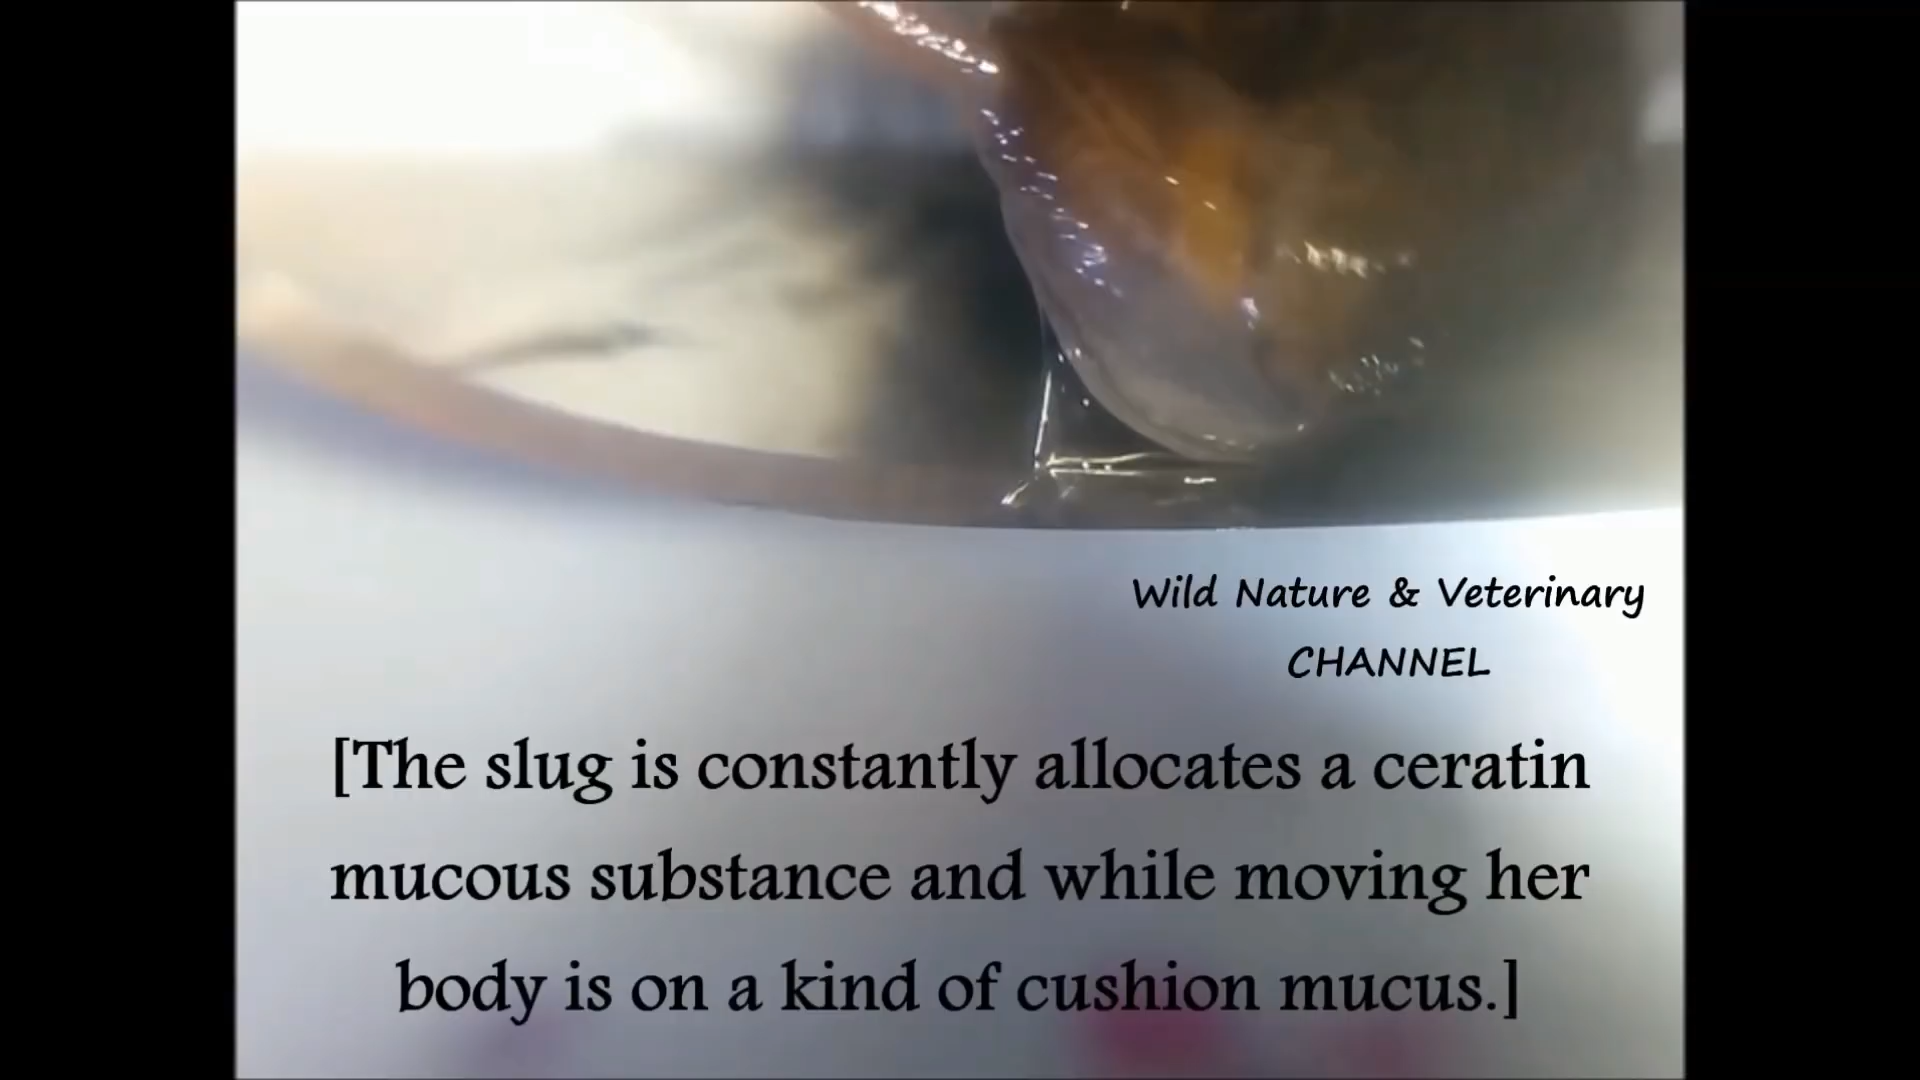 Wild Nature & Veterinary
CHANNEL
[The slug is constantly allocates a ceratin
mucous substance and while moving her
body is on a kind of cushion mucus.]